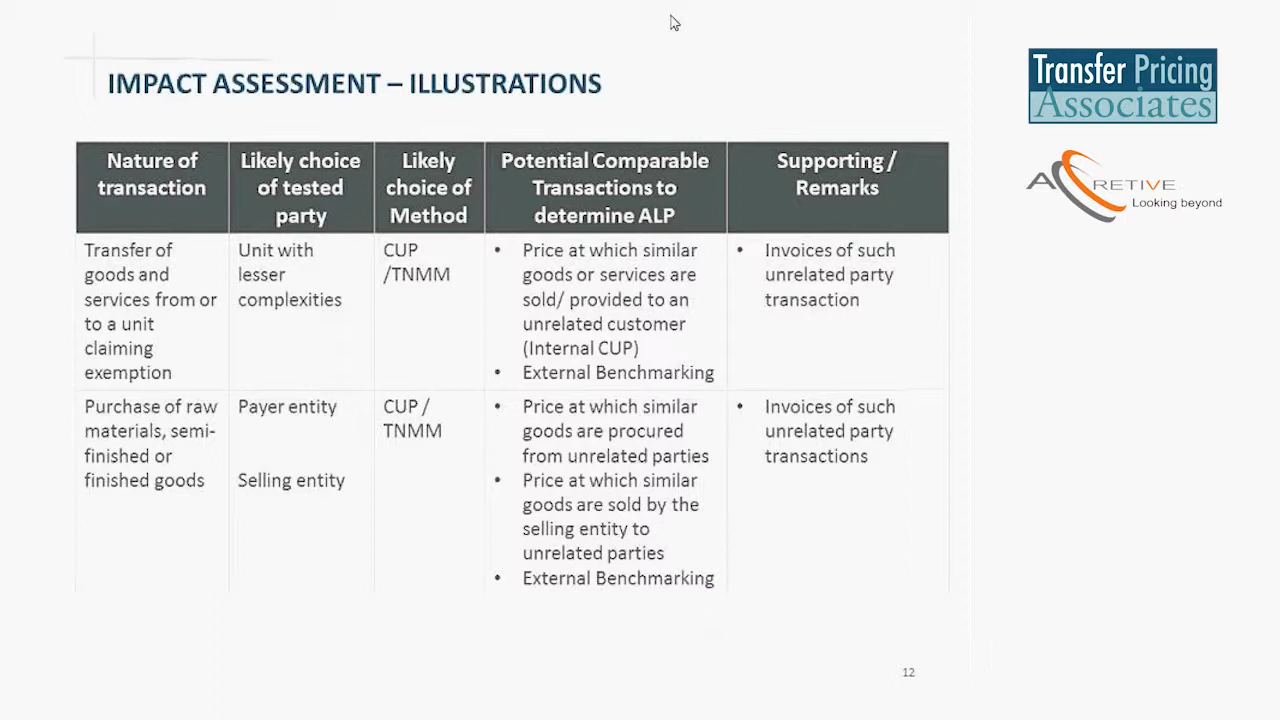 IMPACT ASSESSMENT – ILLUSTRATIONS
Transfer Pricing
Associates
ACCRETIVE
Looking beyond
Nature of
transaction
Likely choice
of tested
party
Likely
choice of
Method
Potential Comparable
Transactions to
determine ALP
Supporting /
Remarks
Transfer of
goods and
services from or
to a unit
claiming
exemption
Unit with
lesser
complexities
CUP
/TNMM
• Price at which similar
goods or services are
sold/ provided to an
unrelated customer
(Internal CUP)
• External Benchmarking
• Invoices of such
unrelated party
transaction
Purchase of raw
materials, semi-
finished or
finished goods
Payer entity
Selling entity
CUP /
TNMM
• Price at which similar
goods are procured
from unrelated parties
• Price at which similar
goods are sold by the
selling entity to
unrelated parties
• External Benchmarking
• Invoices of such
unrelated party
transactions
12